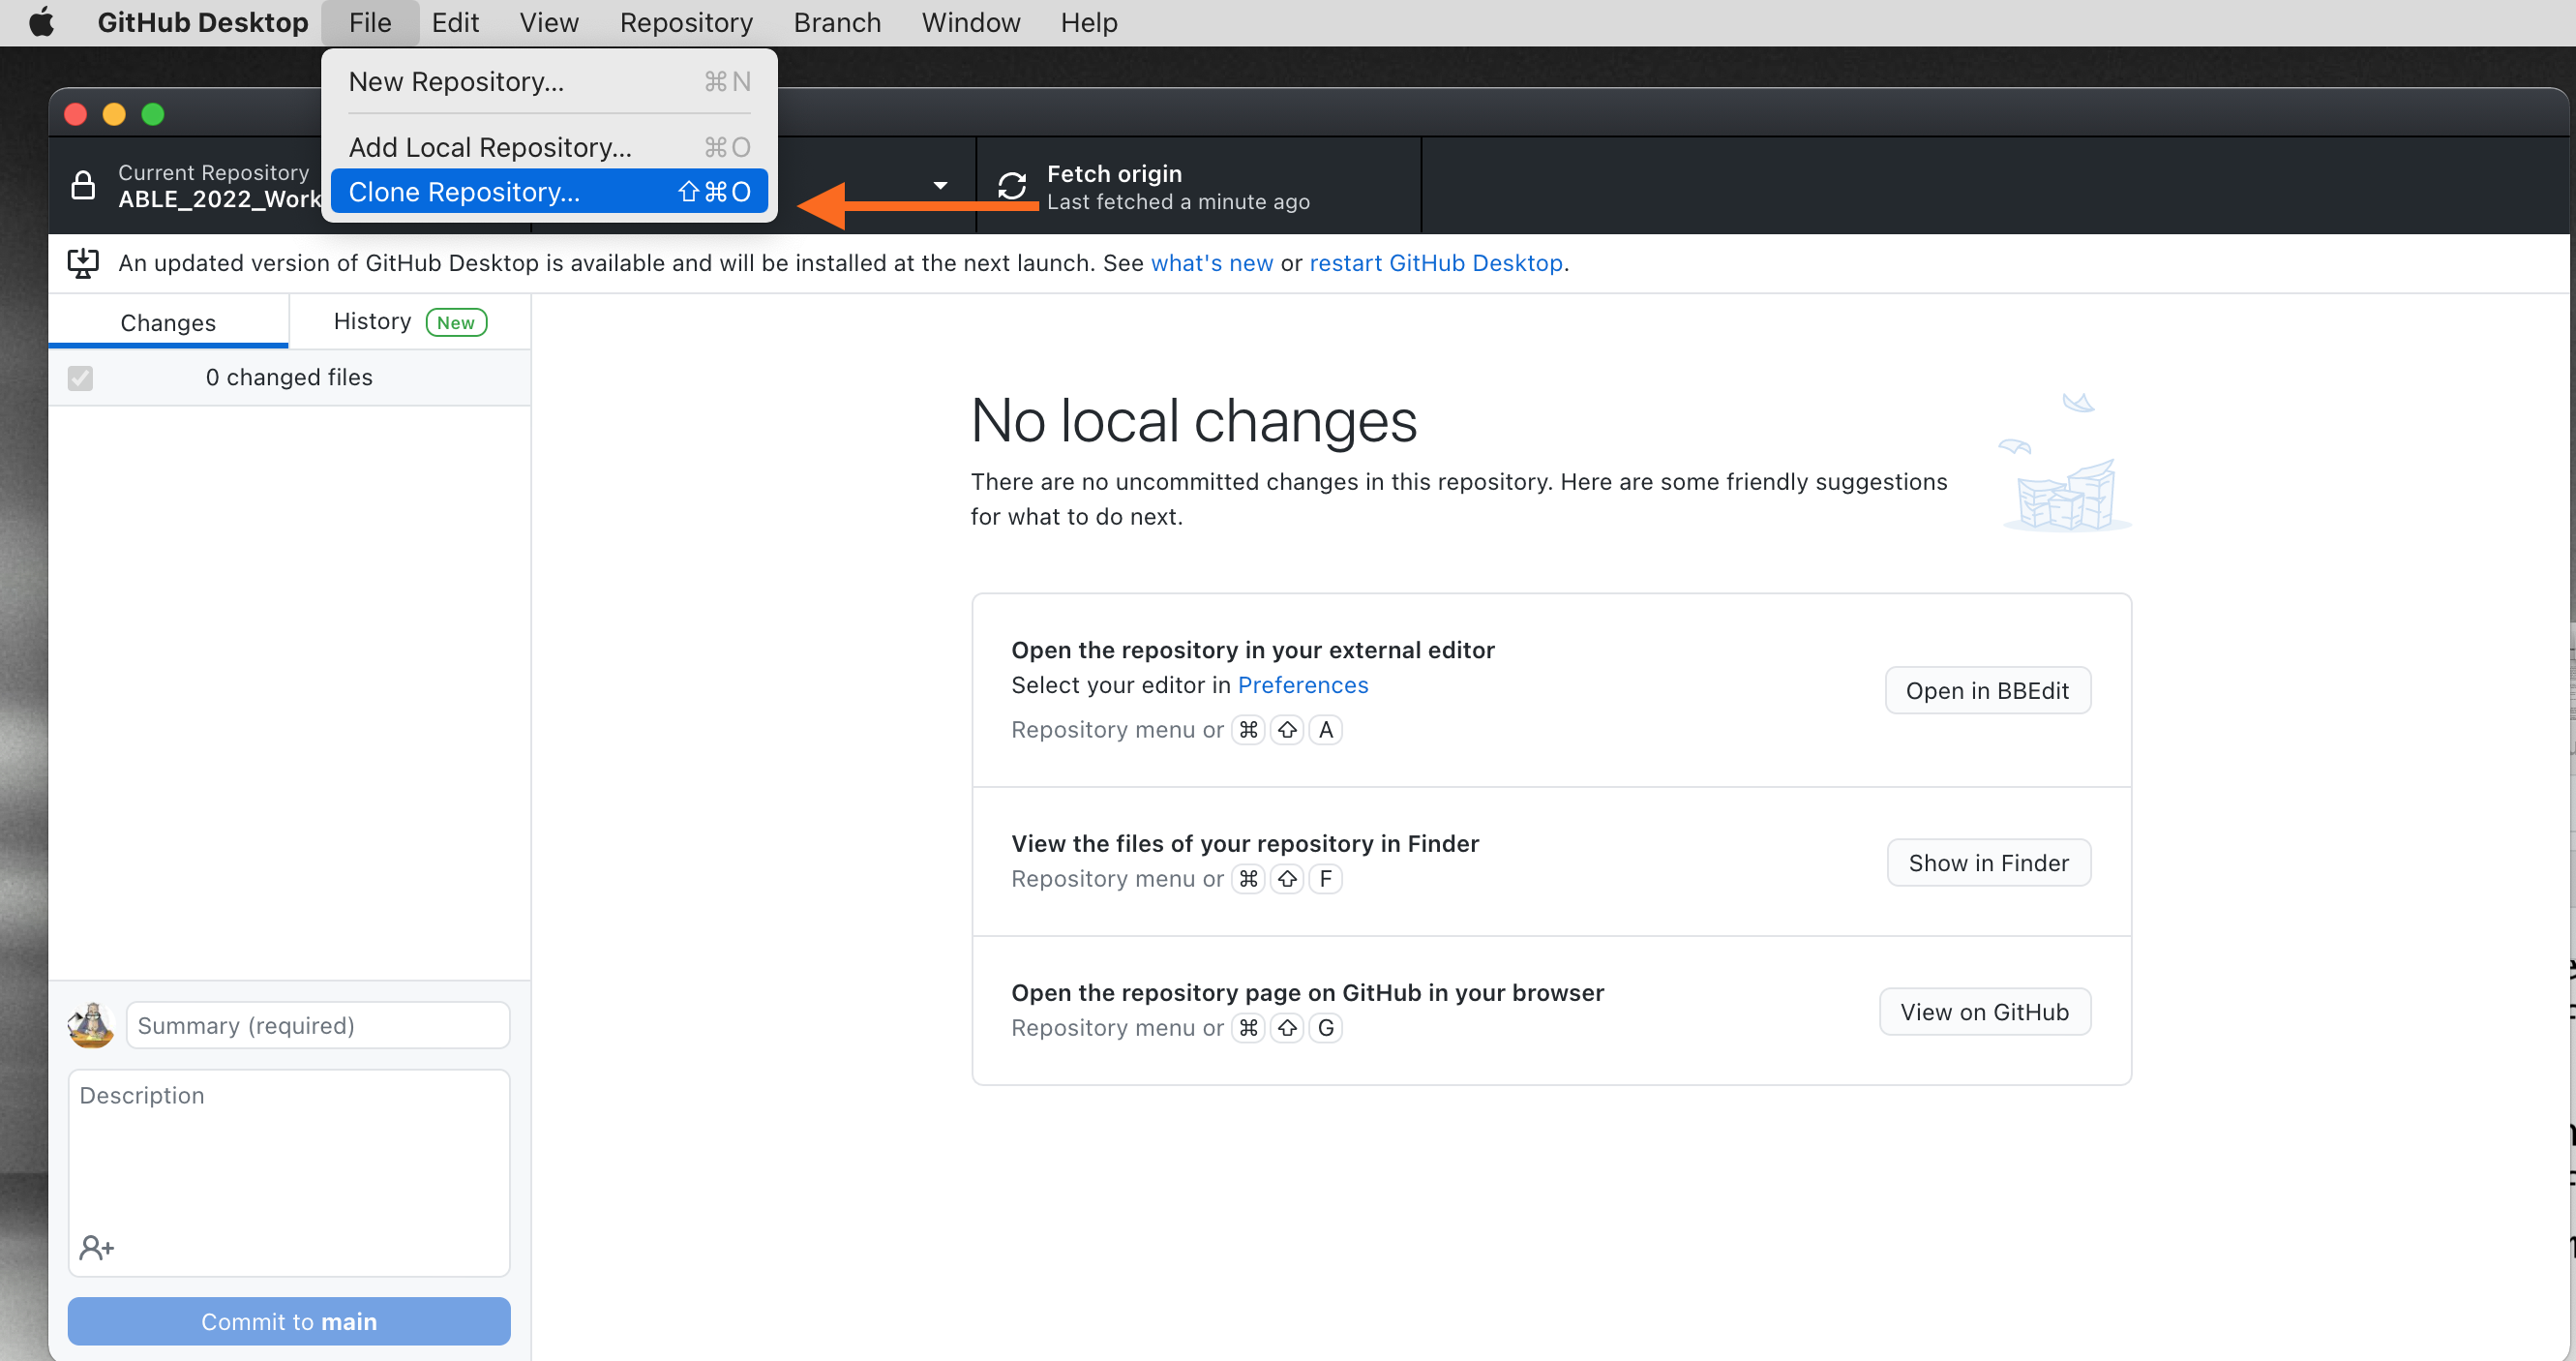 GitHub Desktop File Edit View Repository Branch Window Help
New Repository... ⌘N
Add Local Repository... ⌘O
Clone Repository... ⇧⌘O
Current Repository
ABLE_2022_Work
Fetch origin
Last fetched a minute ago
An updated version of GitHub Desktop is available and will be installed at the next launch. See what's new or restart GitHub Desktop.
Changes
History New
0 changed files
No local changes
There are no uncommitted changes in this repository. Here are some friendly suggestions
for what to do next.
Open the repository in your external editor
Select your editor in Preferences
Repository menu or ⌘ ⇧ A
Open in BBEdit
View the files of your repository in Finder
Repository menu or ⌘ ⇧ F
Show in Finder
Open the repository page on GitHub in your browser
Repository menu or ⌘ ⇧ G
View on GitHub
Summary (required)
Description
Commit to main